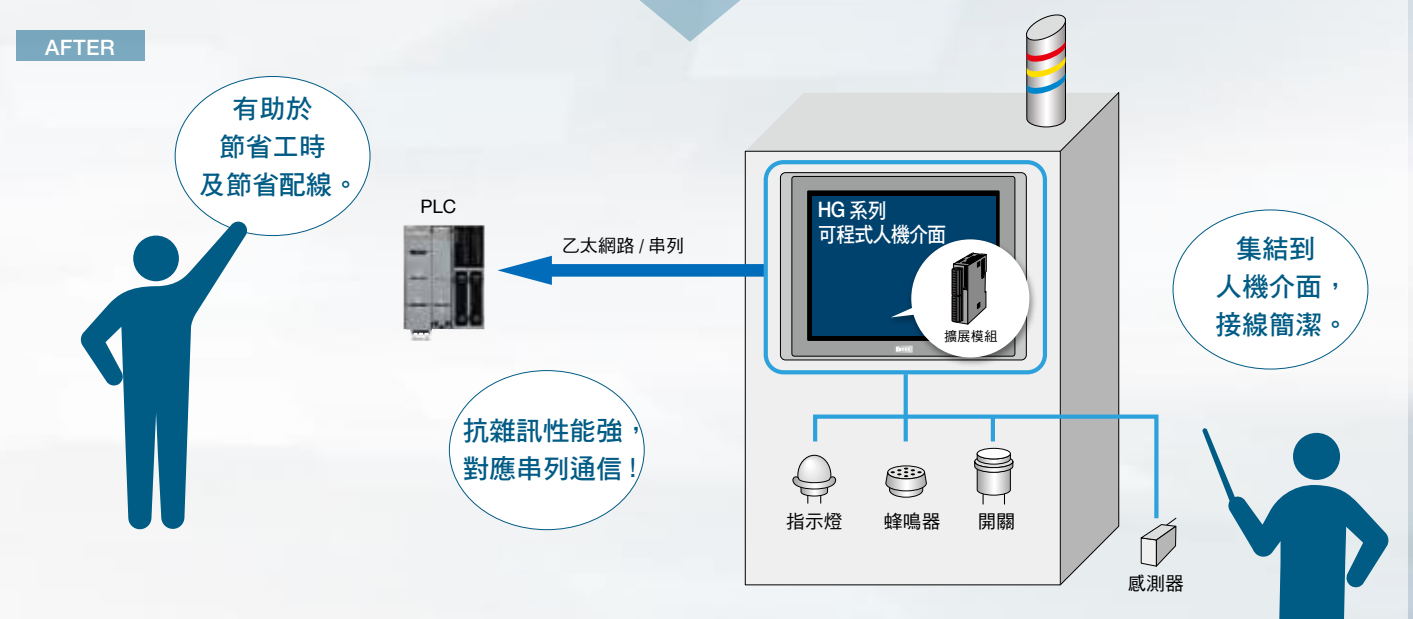 AFTER
有助於
節省工時
及節省配線。
PLC
乙太網路 / 串列
HG 系列
可程式人機介面
擴展模組
集結到
人機介面，
接線簡潔。
抗雜訊性能強，
對應串列通信！
指示燈
蜂鳴器
開關
感測器